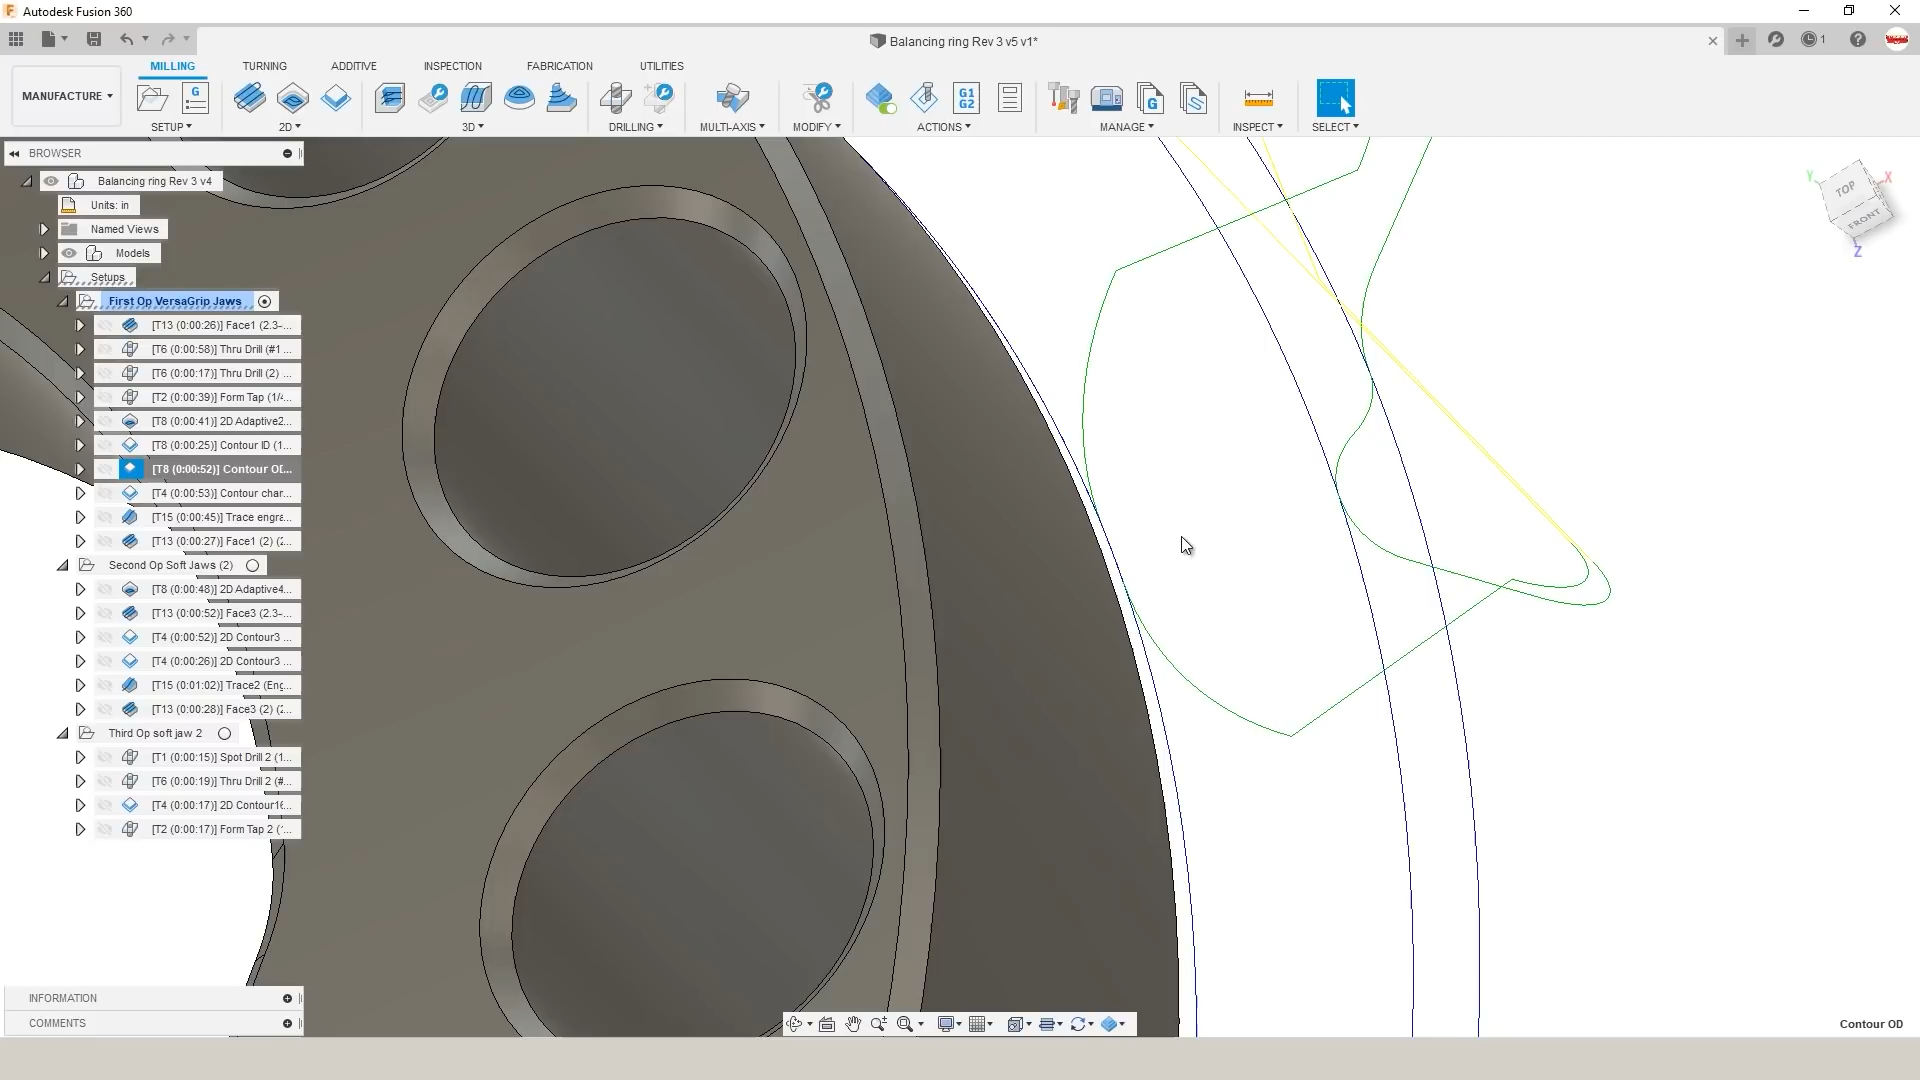 Autodesk Fusion 360
Balancing ring Rev 3 v5 v1*
1
MANUFACTURE
MILLING
TURNING
ADDITIVE
INSPECTION
FABRICATION
UTILITIES
G
G1
G2
G
SETUP
2D
3D
DRILLING
MULTI-AXIS
MODIFY
ACTIONS
MANAGE
INSPECT
SELECT
BROWSER
Balancing ring Rev 3 v4
Units: in
Named Views
Models
Setups
First Op VersaGrip Jaws
[T13 (0:00:26)] Face1 (2.3-...
[T6 (0:00:58)] Thru Drill (#1 ...
[T6 (0:00:17)] Thru Drill (2) ...
[T2 (0:00:39)] Form Tap (1/4...
[T8 (0:00:41)] 2D Adaptive2...
[T8 (0:00:25)] Contour ID (1...
[T8 (0:00:52)] Contour OD...
[T4 (0:00:53)] Contour char...
[T15 (0:00:45)] Trace engra...
[T13 (0:00:27)] Face1 (2) (2...
Second Op Soft Jaws (2)
[T8 (0:00:48)] 2D Adaptive4...
[T13 (0:00:52)] Face3 (2.3-...
[T4 (0:00:52)] 2D Contour3 ...
[T4 (0:00:26)] 2D Contour3 ...
[T15 (0:01:02)] Trace2 (Eng...
[T13 (0:00:28)] Face3 (2) (2...
Third Op soft jaw 2
[T1 (0:00:15)] Spot Drill 2 (1...
[T6 (0:00:19)] Thru Drill 2 (#...
[T4 (0:00:17)] 2D Contour16...
[T2 (0:00:17)] Form Tap 2 (...
INFORMATION
COMMENTS
Y
X
TOP
FRONT
Z
Contour OD